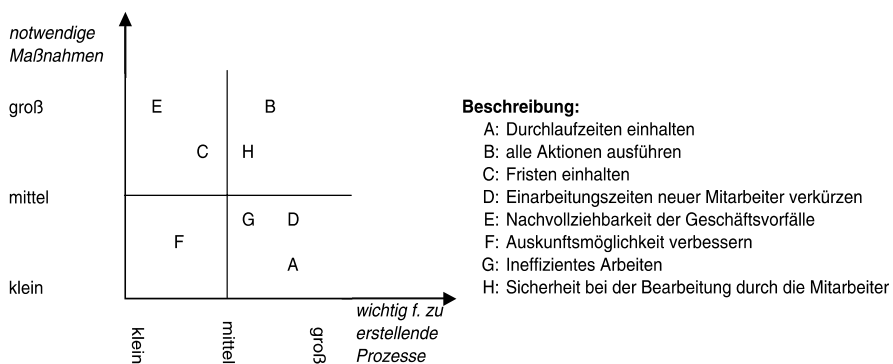 notwendige
Maßnahmen
groß
mittel
klein
E
B
C
H
G
D
F
A
klein
mittel
groß
wichtig f. zu
erstellende
Prozesse
Beschreibung:
A: Durchlaufzeiten einhalten
B: alle Aktionen ausführen
C: Fristen einhalten
D: Einarbeitungszeiten neuer Mitarbeiter verkürzen
E: Nachvollziehbarkeit der Geschäftsvorfälle
F: Auskunftsmöglichkeit verbessern
G: Ineffizientes Arbeiten
H: Sicherheit bei der Bearbeitung durch die Mitarbeiter